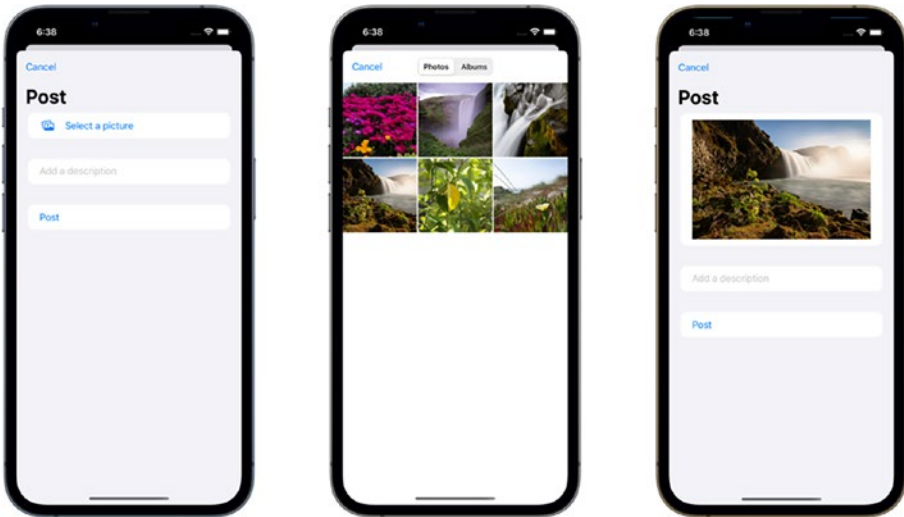 6:38
Cancel
Post
Select a picture
Add a description
Post
6:38
Cancel
Photos Albums
6:38
Cancel
Post
Add a description
Post